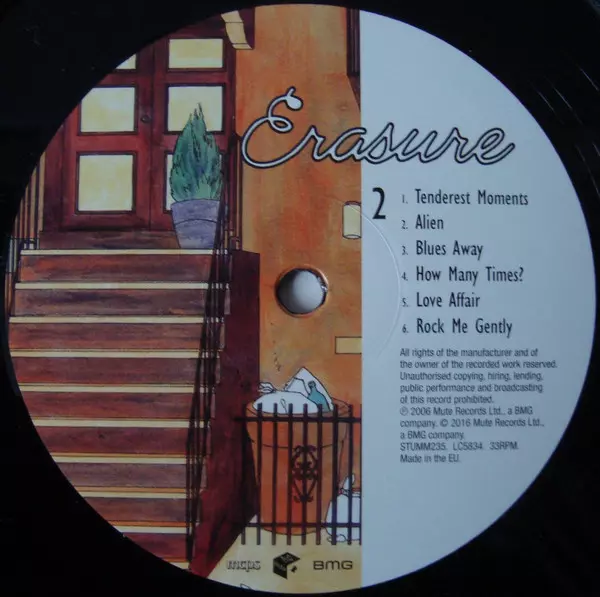 Erasure
2
1. Tenderest Moments
2. Alien
3. Blues Away
4. How Many Times?
5. Love Affair
6. Rock Me Gently
All rights of the manufacturer and of
the owner of the recorded work reserved.
Unauthorised copying, hiring, lending,
public performance and broadcasting
of this record prohibited.
℗ 2006 Mute Records Ltd., a BMG
company. © 2016 Mute Records Ltd.,
a BMG company.
STUMM235. LC5834. 33RPM.
Made in the EU.
mcps
BMG